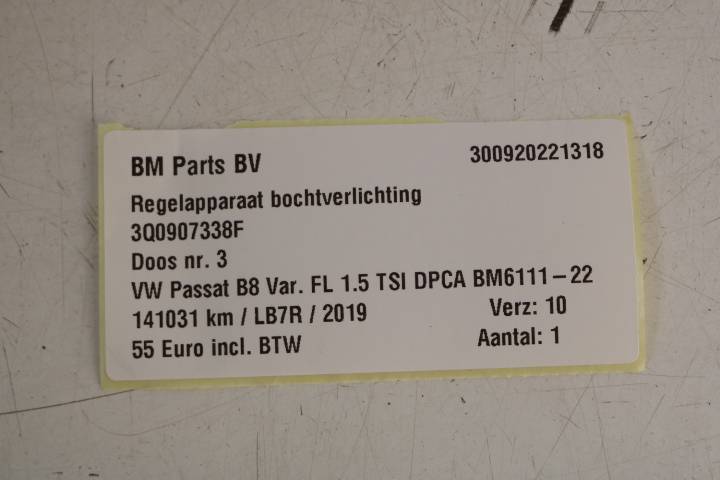 BM Parts BV 300920221318
Regelapparaat bochtverlichting
3Q0907338F
Doos nr. 3
VW Passat B8 Var. FL 1.5 TSI DPCA BM6111-22
141031 km / LB7R / 2019 Verz: 10
55 Euro incl. BTW Aantal: 1